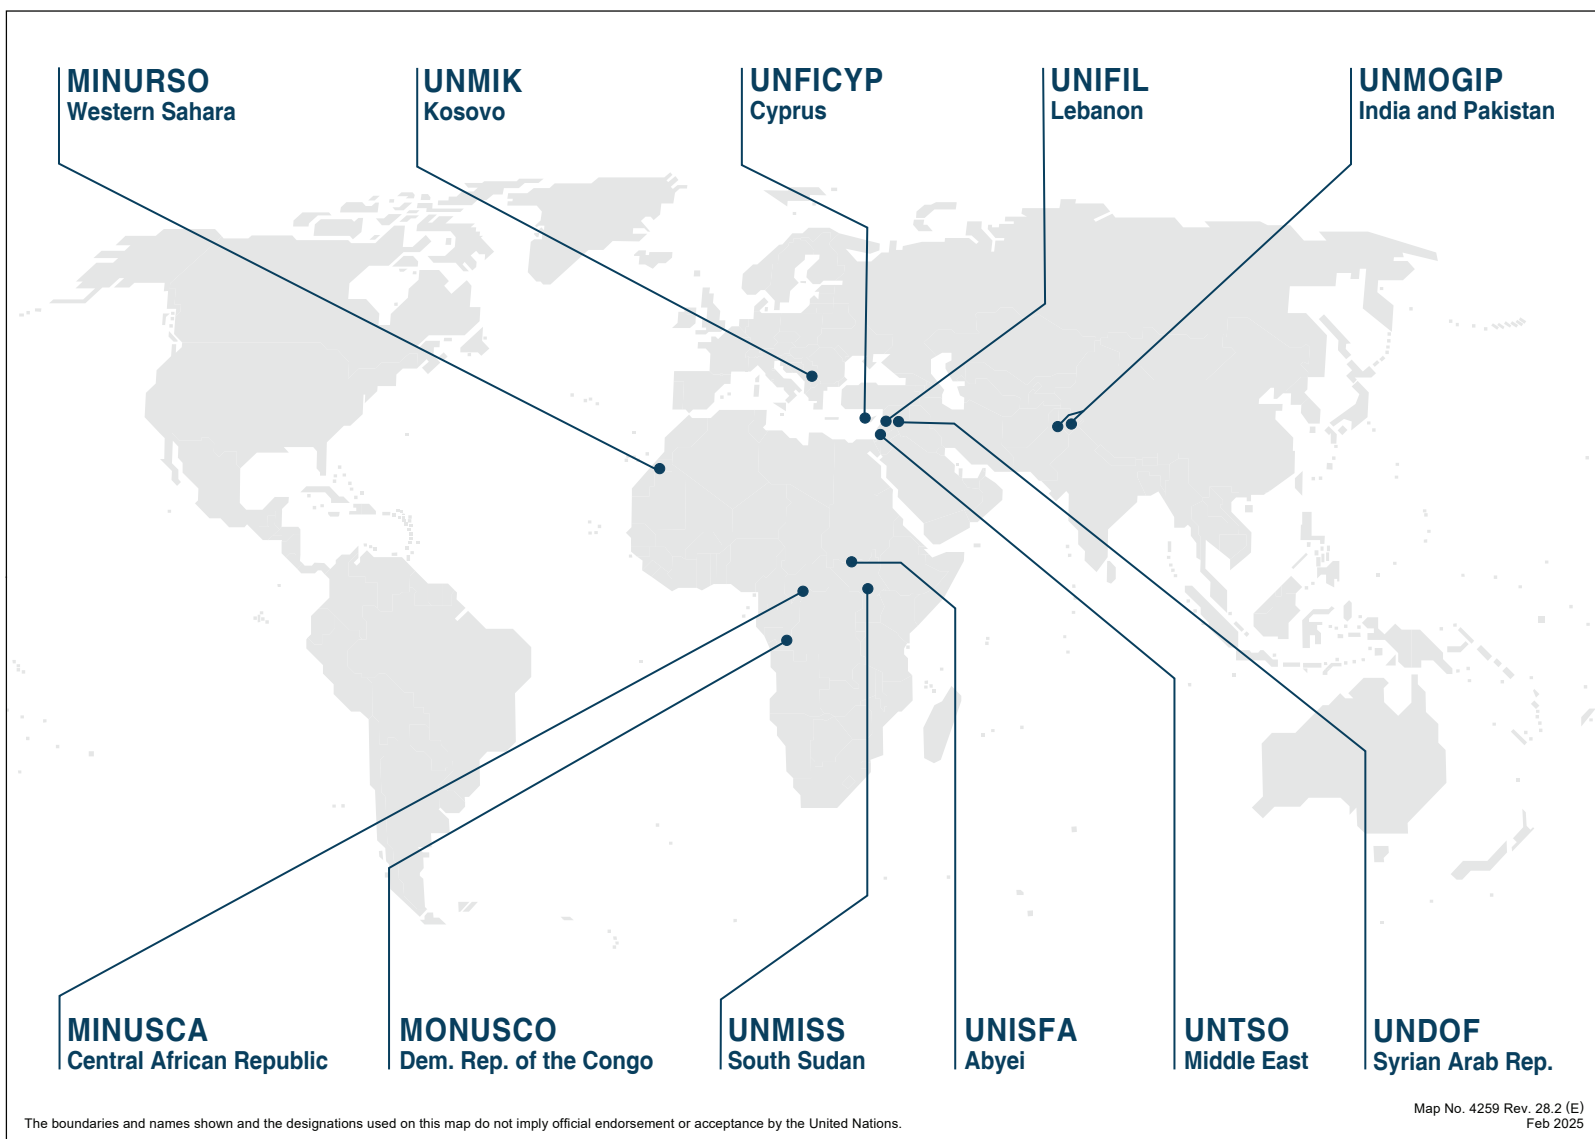 MINURSO
Western Sahara
UNMIK
Kosovo
UNFICYP
Cyprus
UNIFIL
Lebanon
UNMOGIP
India and Pakistan
MINUSCA
Central African Republic
MONUSCO
Dem. Rep. of the Congo
UNMISS
South Sudan
UNISFA
Abyei
UNTSO
Middle East
UNDOF
Syrian Arab Rep.
The boundaries and names shown and the designations used on this map do not imply official endorsement or acceptance by the United Nations.
Map No. 4259 Rev. 28.2 (E)
Feb 2025